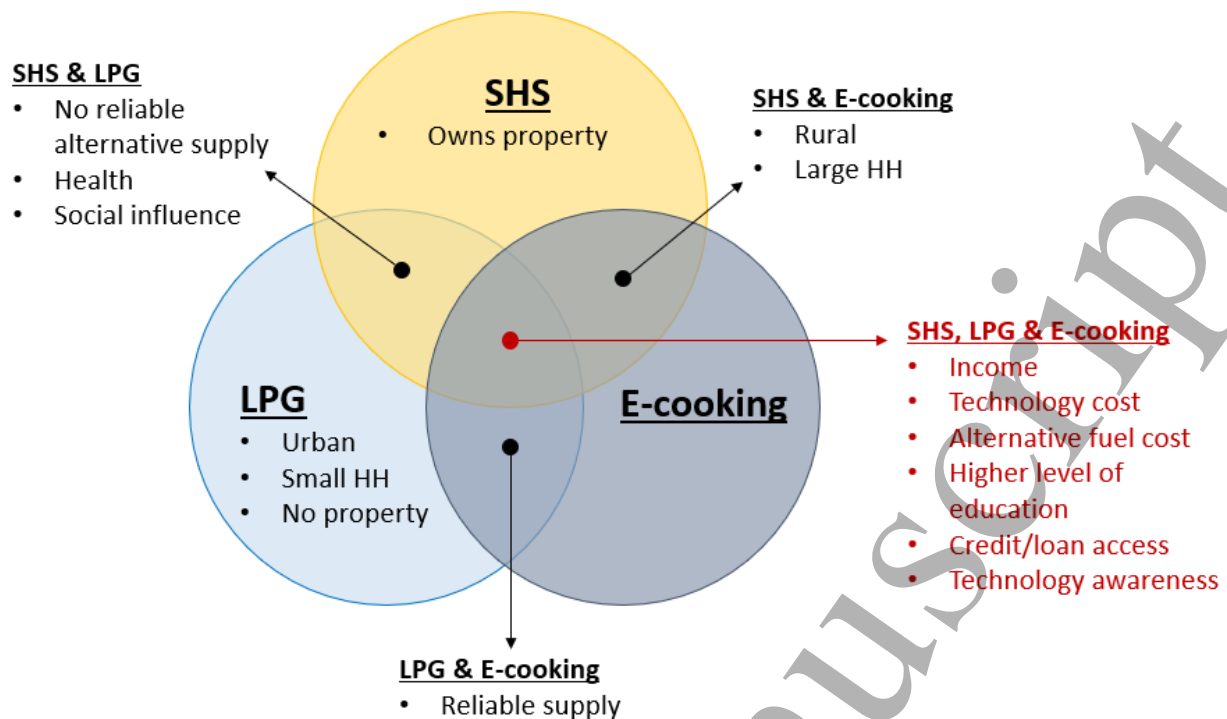 SHS & LPG
• No reliable
alternative supply
• Health
• Social influence
SHS
• Owns property
SHS & E-cooking
• Rural
• Large HH
LPG
• Urban
• Small HH
• No property
E-cooking
SHS, LPG & E-cooking
• Income
• Technology cost
• Alternative fuel cost
• Higher level of
education
• Credit/loan access
• Technology awareness
LPG & E-cooking
• Reliable supply
uscript